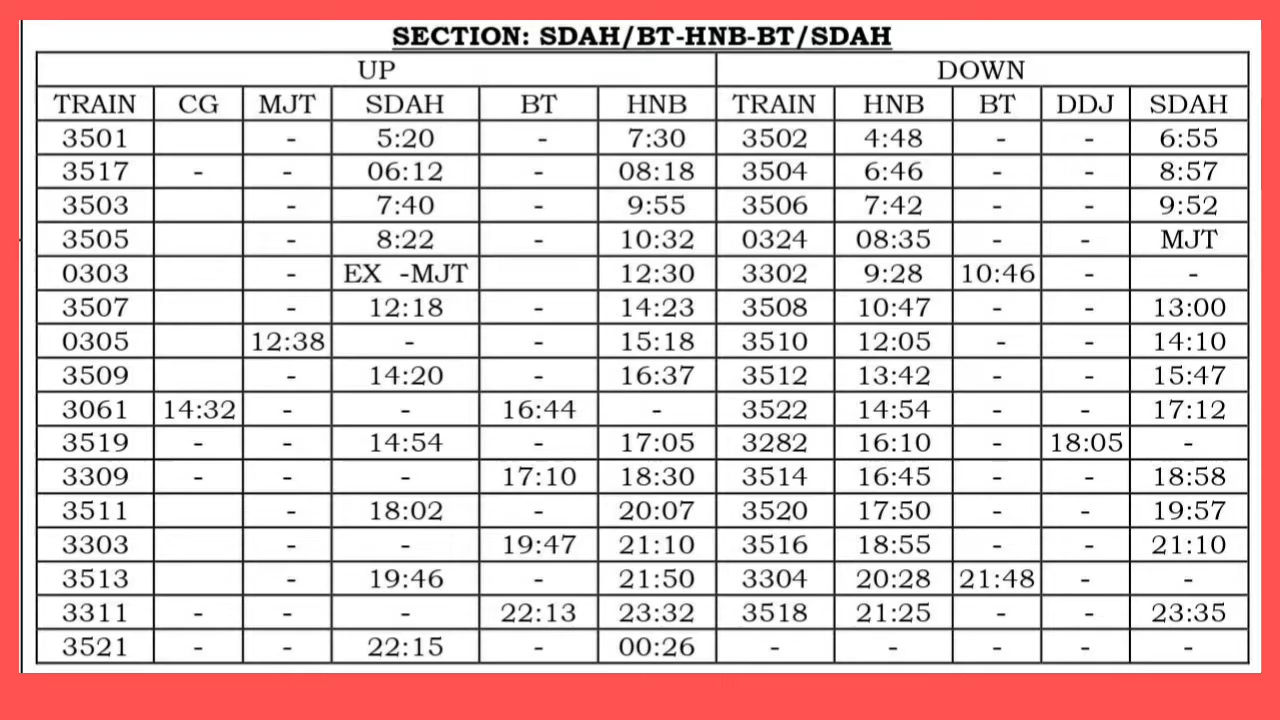 SECTION: SDAH/BT-HNB-BT/SDAH
UP DOWN
TRAIN CG MJT SDAH BT HNB TRAIN HNB BT DDJ SDAH
3501 - 5:20 - 7:30 3502 4:48 - - 6:55
3517 - - 06:12 - 08:18 3504 6:46 - - 8:57
3503 - 7:40 - 9:55 3506 7:42 - - 9:52
3505 - 8:22 - 10:32 0324 08:35 - - MJT
0303 - EX -MJT 12:30 3302 9:28 10:46 - -
3507 - 12:18 - 14:23 3508 10:47 - - 13:00
0305 12:38 - - 15:18 3510 12:05 - - 14:10
3509 - 14:20 - 16:37 3512 13:42 - - 15:47
3061 14:32 - - 16:44 - 3522 14:54 - - 17:12
3519 - - 14:54 - 17:05 3282 16:10 - 18:05 -
3309 - - - 17:10 18:30 3514 16:45 - - 18:58
3511 - 18:02 - 20:07 3520 17:50 - - 19:57
3303 - - 19:47 21:10 3516 18:55 - - 21:10
3513 - 19:46 - 21:50 3304 20:28 21:48 - -
3311 - - - 22:13 23:32 3518 21:25 - - 23:35
3521 - - 22:15 - 00:26 - - - - -